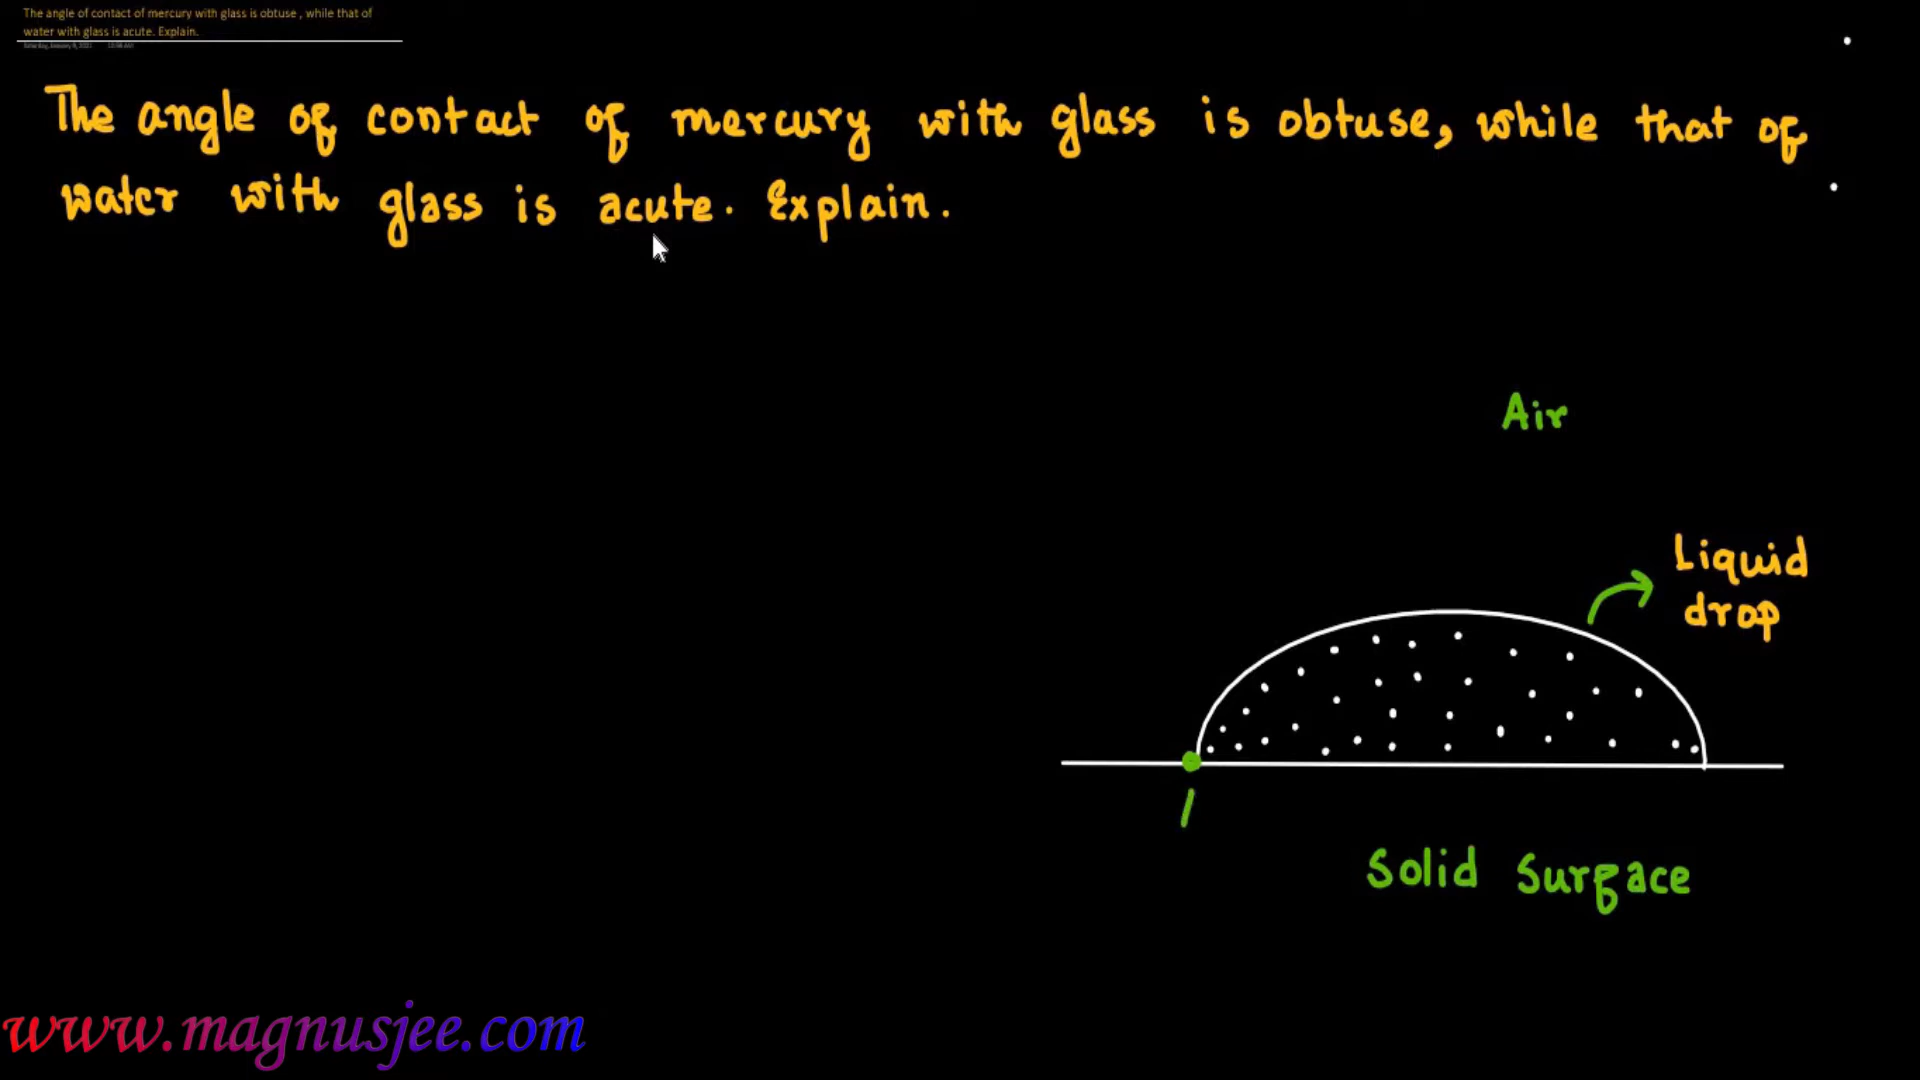 The angle of contact of mercury with glass is obtuse , while that of
water with glass is acute. Explain.
The angle of contact of mercury with glass is obtuse, while that of
water with glass is acute. Explain.
Air
Liquid
drop
Solid Surface
www.magnusjee.com